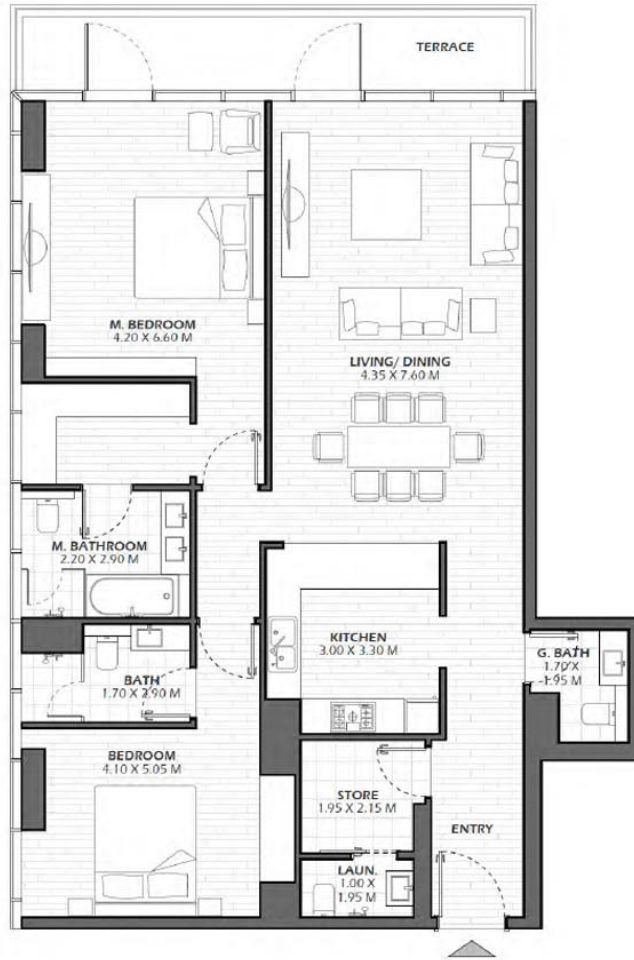 TERRACE
M. BEDROOM
4.20 X 6.60 M
LIVING/ DINING
4.35 X 7.60 M
M. BATHROOM
2.20 X 2.90 M
KITCHEN
3.00 X 3.30 M
G. BATH
1.70 X
1.95 M
BATH
1.70 X 2.90 M
BEDROOM
4.10 X 5.05 M
STORE
1.95 X 2.15 M
ENTRY
LAUN.
1.00 X
1.95 M